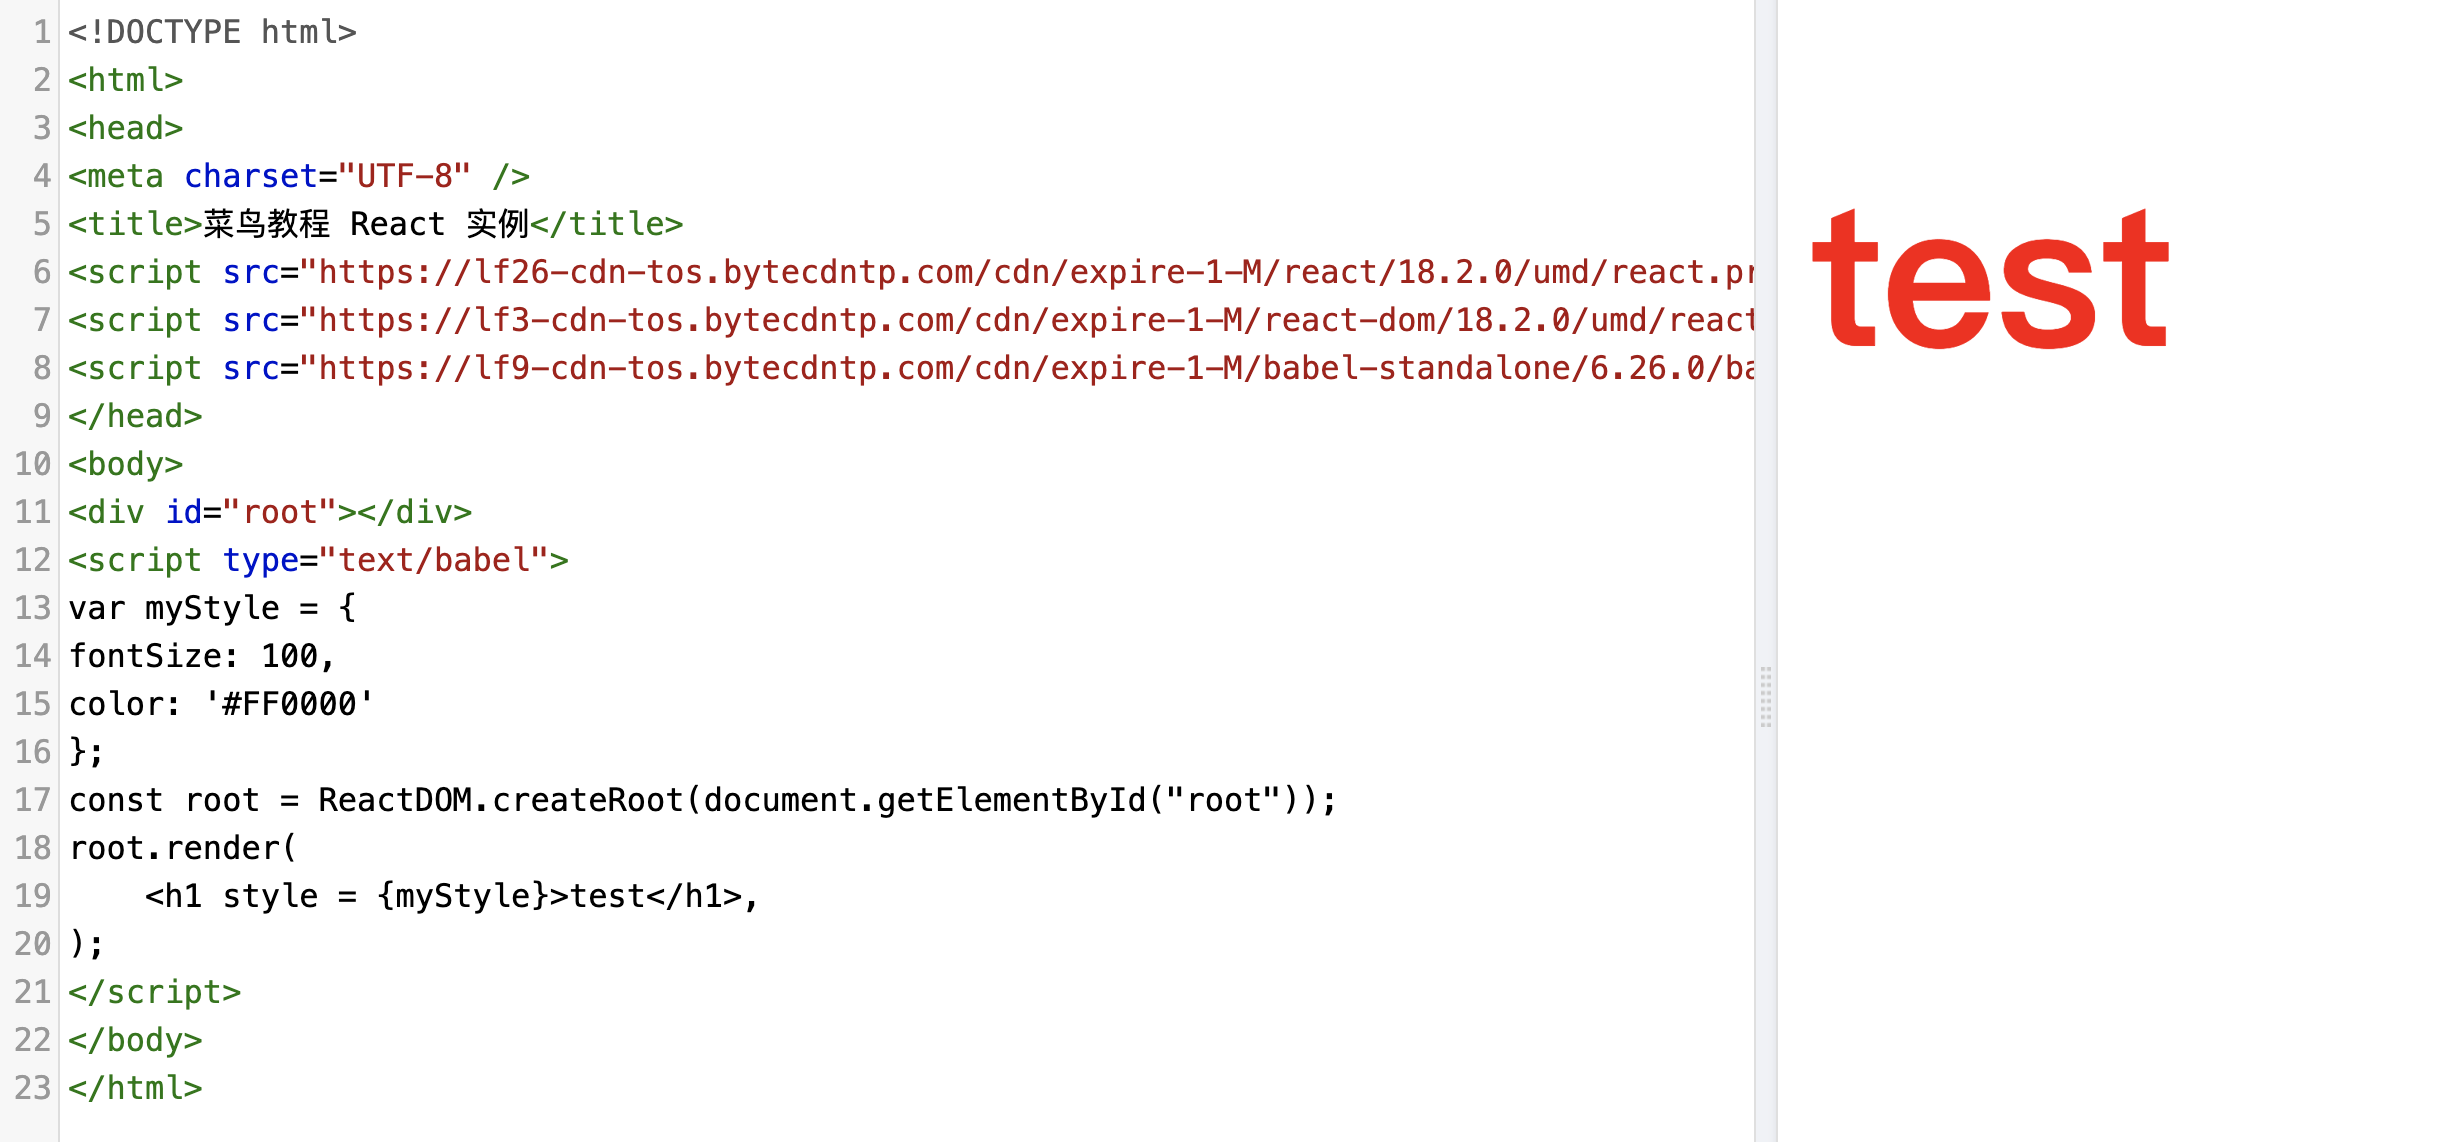 1 <!DOCTYPE html>
2 <html>
3 <head>
4 <meta charset="UTF-8" />
5 <title>菜鸟教程 React 实例</title>
6 <script src="https://lf26-cdn-tos.bytecdntp.com/cdn/expire-1-M/react/18.2.0/umd/react.pr
7 <script src="https://lf3-cdn-tos.bytecdntp.com/cdn/expire-1-M/react-dom/18.2.0/umd/react
8 <script src="https://lf9-cdn-tos.bytecdntp.com/cdn/expire-1-M/babel-standalone/6.26.0/ba
9 </head>
10 <body>
11 <div id="root"></div>
12 <script type="text/babel">
13 var myStyle = {
14 fontSize: 100,
15 color: '#FF0000'
16 };
17 const root = ReactDOM.createRoot(document.getElementById("root"));
18 root.render(
19     <h1 style = {myStyle}>test</h1>,
20 );
21 </script>
22 </body>
23 </html>
test